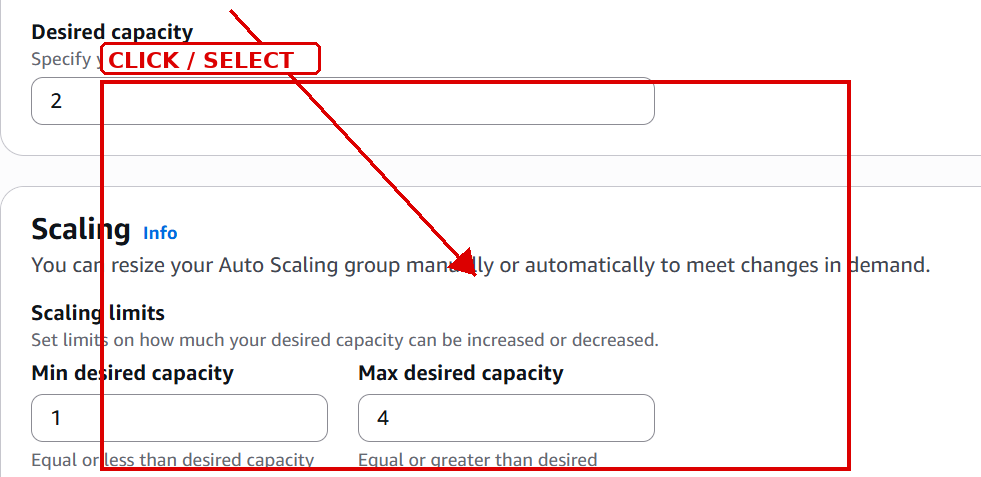 Desired capacity
Specify
CLICK / SELECT
2
Scaling Info
You can resize your Auto Scaling group manually or automatically to meet changes in demand.
Scaling limits
Set limits on how much your desired capacity can be increased or decreased.
Min desired capacity
Max desired capacity
1
4
Equal or less than desired capacity
Equal or greater than desired